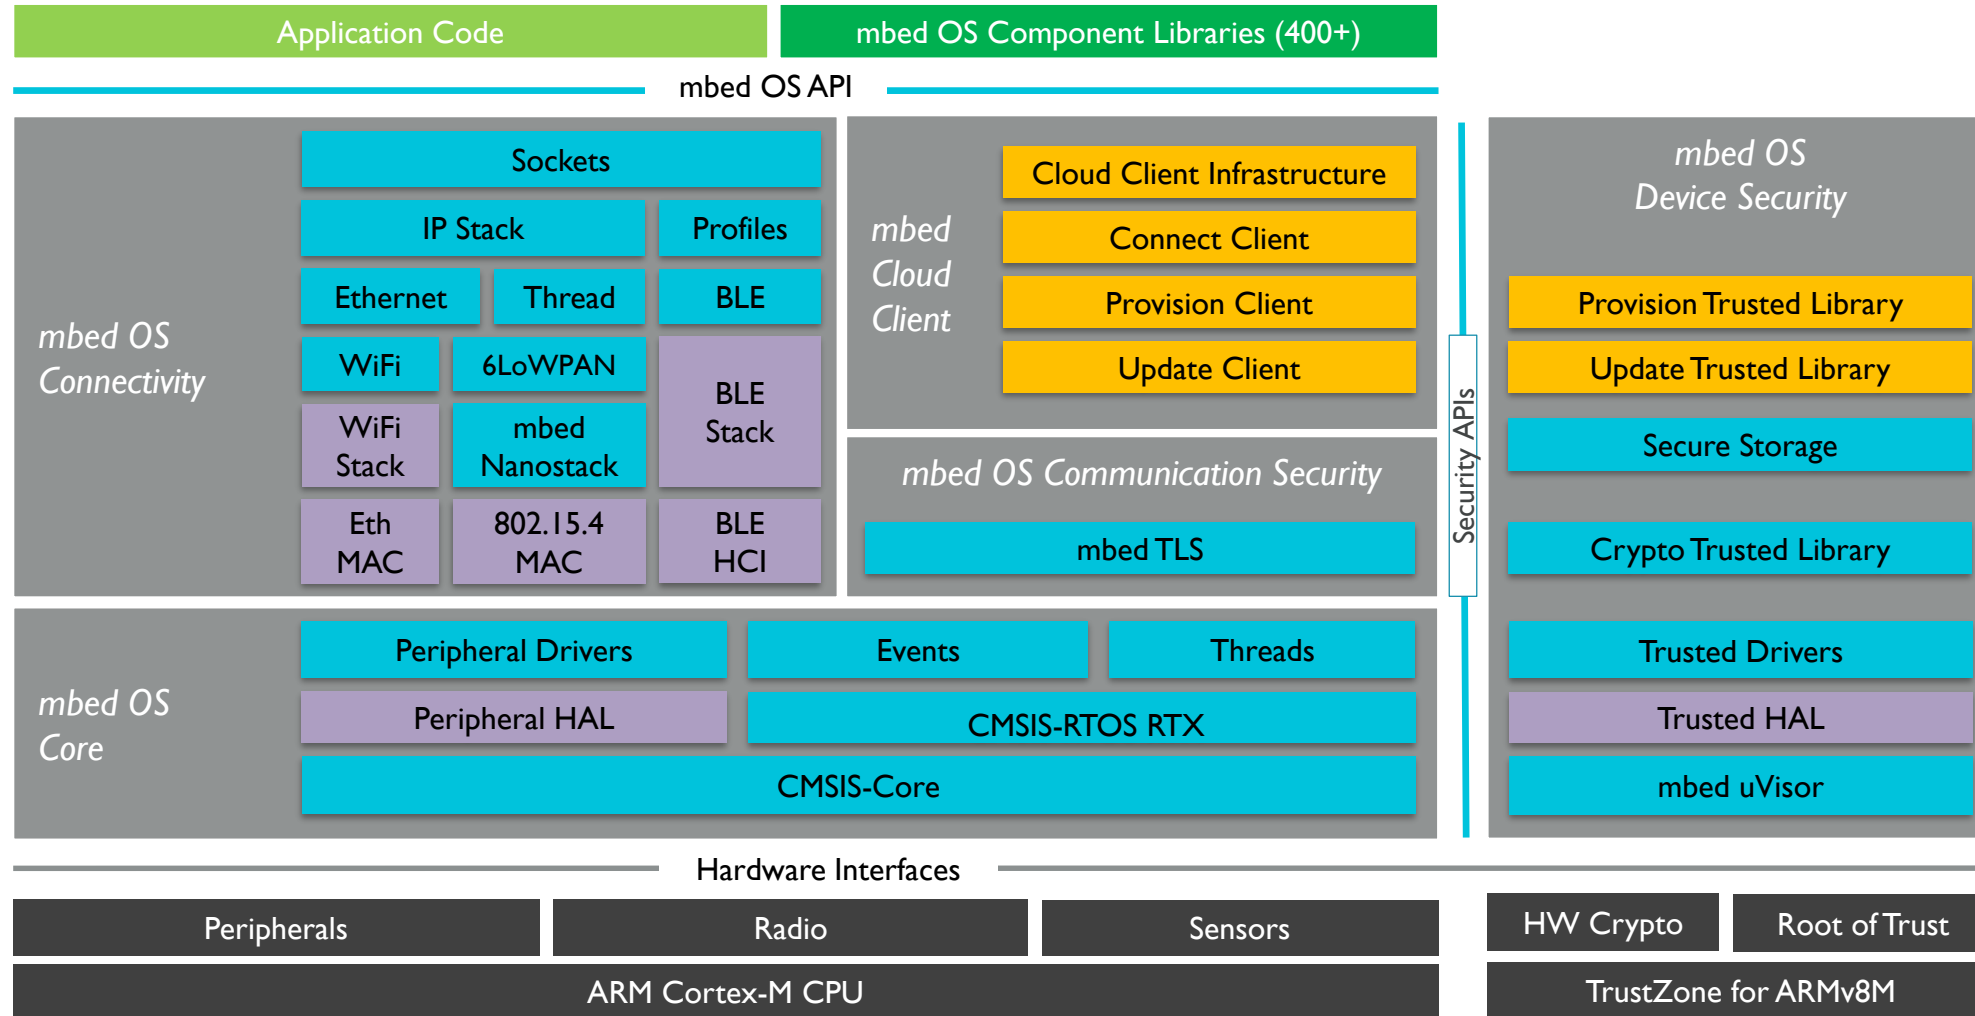 Application Code
mbed OS Component Libraries (400+)
mbed OS API
mbed OS
Connectivity
Sockets
IP Stack
Profiles
Ethernet
Thread
BLE
WiFi
6LoWPAN
BLE
Stack
WiFi
Stack
mbed
Nanostack
Eth
MAC
802.15.4
MAC
BLE
HCI
mbed
Cloud
Client
Cloud Client Infrastructure
Connect Client
Provision Client
Update Client
mbed OS Communication Security
mbed TLS
Security APIs
mbed OS
Device Security
Provision Trusted Library
Update Trusted Library
Secure Storage
Crypto Trusted Library
Trusted Drivers
Trusted HAL
mbed uVisor
mbed OS
Core
Peripheral Drivers
Events
Threads
Peripheral HAL
CMSIS-RTOS RTX
CMSIS-Core
Hardware Interfaces
Peripherals
Radio
Sensors
HW Crypto
Root of Trust
ARM Cortex-M CPU
TrustZone for ARMv8M